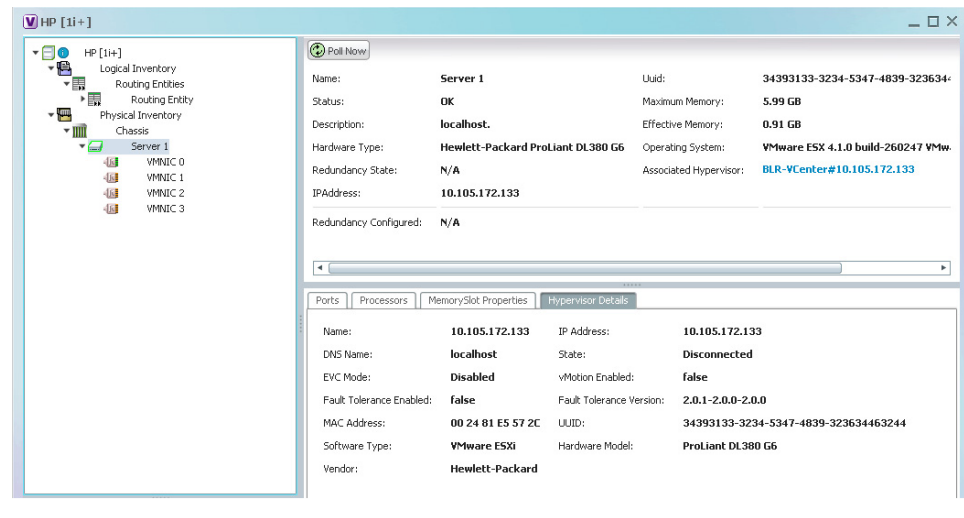 HP [1i+]
HP [1i+]
Logical Inventory
Routing Entities
Routing Entity
Physical Inventory
Chassis
Server 1
VMNIC 0
VMNIC 1
VMNIC 2
VMNIC 3
Poll Now
Name: Server 1 Uuid: 34393133-3234-5347-4839-323634
Status: OK Maximum Memory: 5.99 GB
Description: localhost. Effective Memory: 0.91 GB
Hardware Type: Hewlett-Packard ProLiant DL380 G6 Operating System: VMware ESX 4.1.0 build-260247 VMw
Redundancy State: N/A Associated Hypervisor: BLR-VCenter#10.105.172.133
IPAddress: 10.105.172.133
Redundancy Configured: N/A
Ports Processors MemorySlot Properties Hypervisor Details
Name: 10.105.172.133 IP Address: 10.105.172.133
DNS Name: localhost State: Disconnected
EVC Mode: Disabled vMotion Enabled: false
Fault Tolerance Enabled: false Fault Tolerance Version: 2.0.1-2.0.0-2.0.0
MAC Address: 00 24 81 E5 57 2C UUID: 34393133-3234-5347-4839-323634463244
Software Type: VMware ESXi Hardware Model: ProLiant DL380 G6
Vendor: Hewlett-Packard